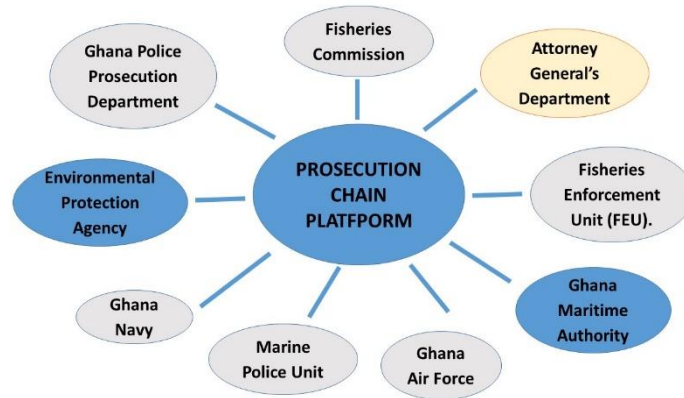 Ghana Police
Prosecution
Department
Fisheries
Commission
Attorney
General's
Department
Environmental
Protection
Agency
PROSECUTION
CHAIN
PLATFPORM
Fisheries
Enforcement
Unit (FEU).
Ghana
Maritime
Authority
Ghana
Navy
Marine
Police Unit
Ghana
Air Force